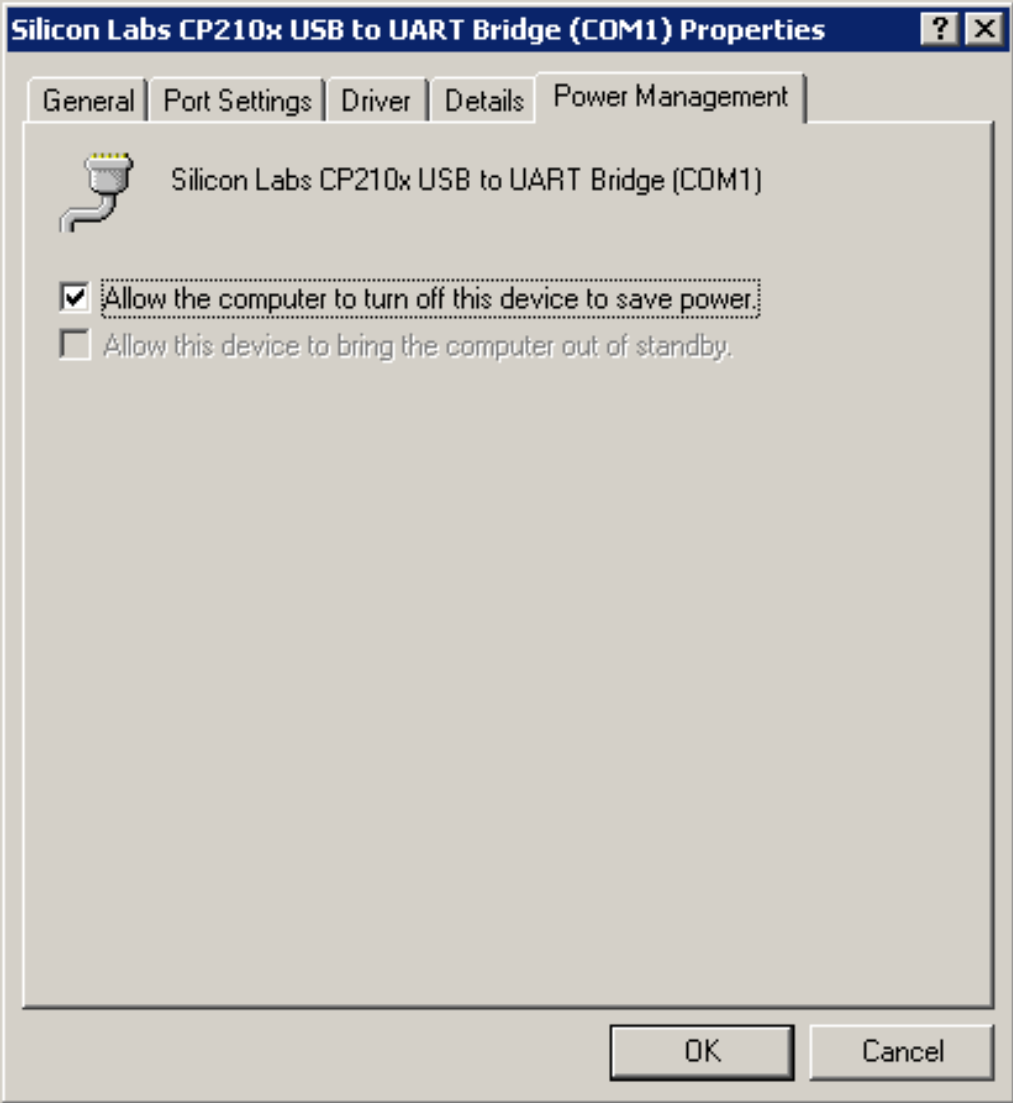 Silicon Labs CP210x USB to UART Bridge (COM1) Properties
General Port Settings Driver Details Power Management
Silicon Labs CP210x USB to UART Bridge (COM1)
Allow the computer to turn off this device to save power.
Allow this device to bring the computer out of standby.
OK Cancel